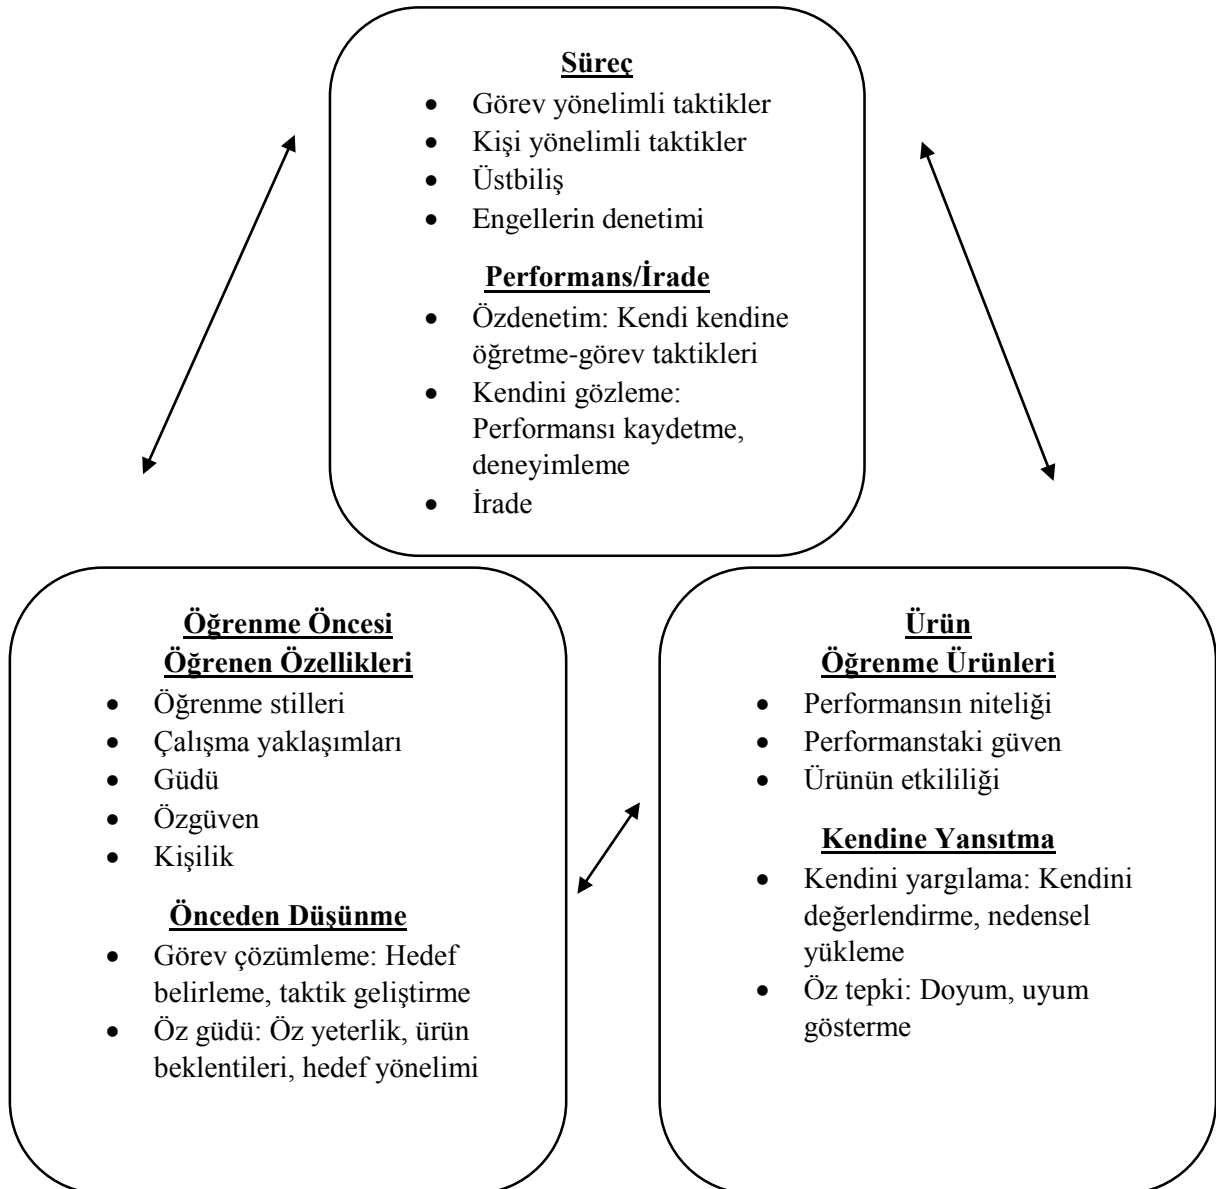 Süreç
• Görev yönelimli taktikler
• Kişi yönelimli taktikler
• Üstbiliş
• Engellerin denetimi
Performans/İrade
• Özdenetim: Kendi kendine
öğretme-görev taktikleri
• Kendini gözleme:
Performansı kaydetme,
deneyimleme
• İrade
Öğrenme Öncesi
Öğrenen Özellikleri
• Öğrenme stilleri
• Çalışma yaklaşımları
• Güdü
• Özgüven
• Kişilik
Önceden Düşünme
• Görev çözümleme: Hedef
belirleme, taktik geliştirme
• Öz güdü: Öz yeterlik, ürün
beklentileri, hedef yönelimi
Ürün
Öğrenme Ürünleri
• Performansın niteliği
• Performanstaki güven
• Ürünün etkililiği
Kendine Yansıtma
• Kendini yargılama: Kendini
değerlendirme, nedensel
yükleme
• Öz tepki: Doyum, uyum
gösterme